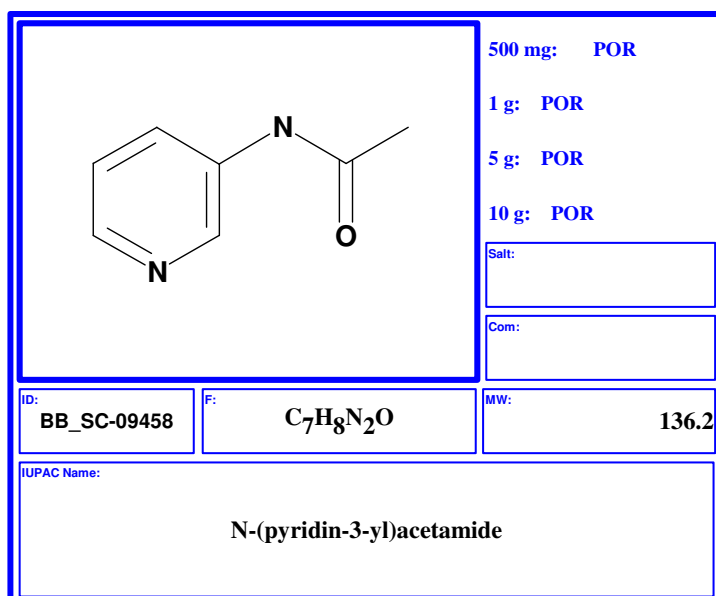 500 mg: POR
1 g: POR
5 g: POR
10 g: POR
N
O
N
Salt:
Com:
ID:
BB_SC-09458
F:
C7H8N2O
MW:
136.2
IUPAC Name:
N-(pyridin-3-yl)acetamide